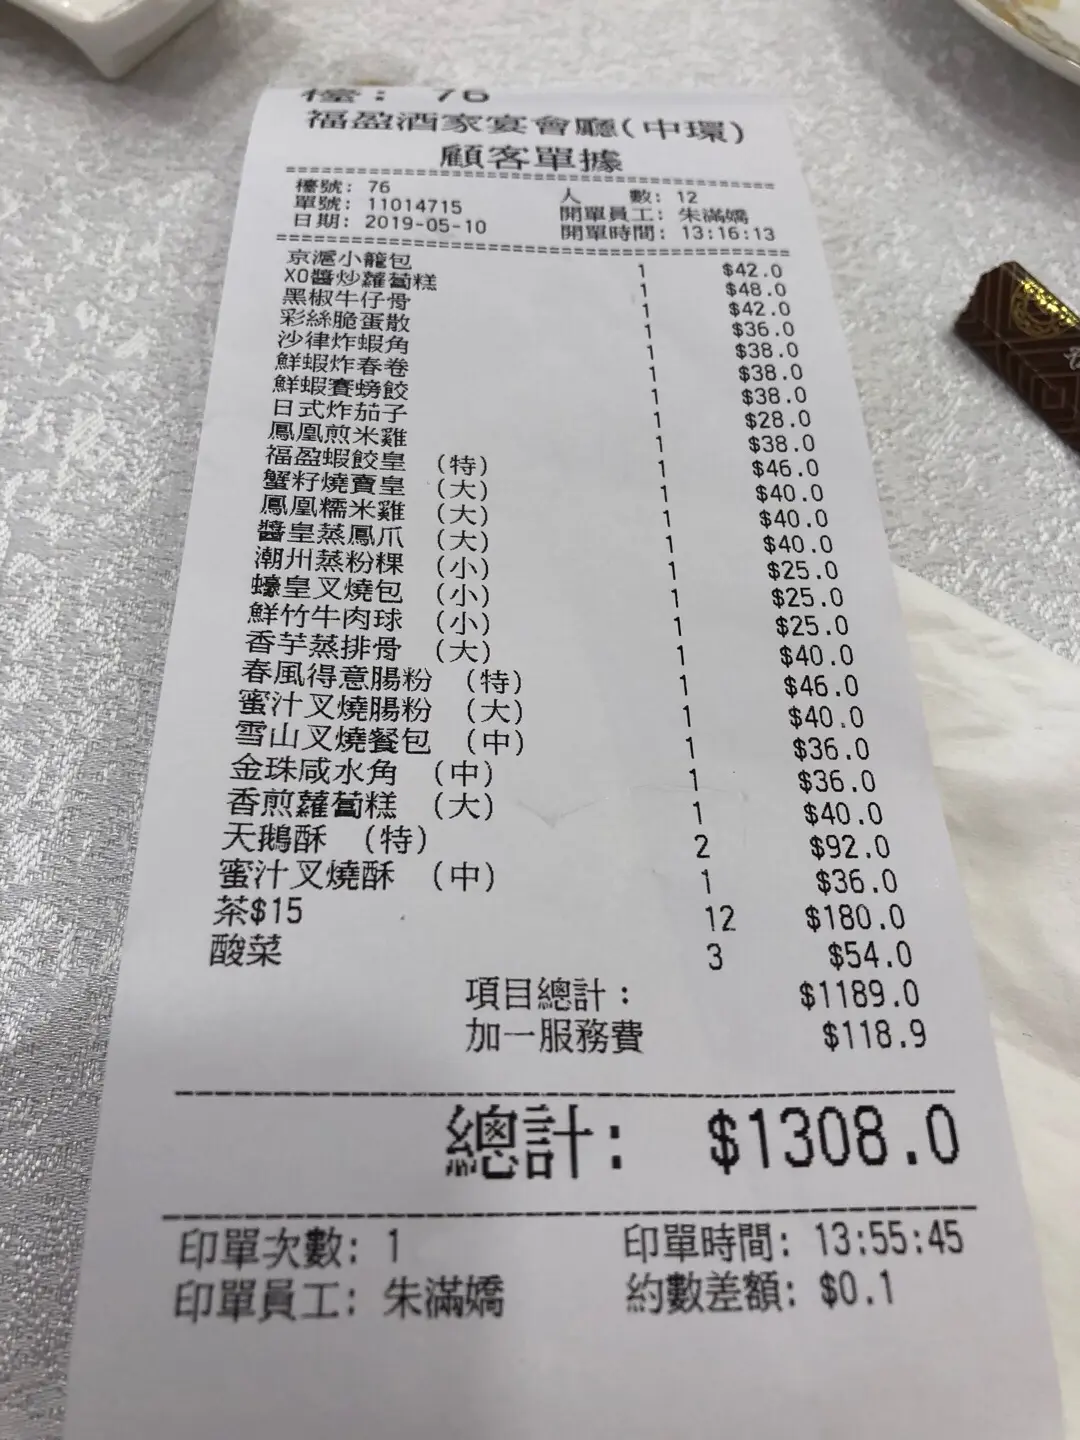 檯: 76
福盈酒家宴會廳(中環)
顧客單據
檯號: 76 人 數: 12
單號: 11014715 開單員工: 朱滿嬌
日期: 2019-05-10 開單時間: 13:16:13
京滬小籠包 1 $42.0
XO醬炒蘿蔔糕 1 $48.0
黑椒牛仔骨 1 $42.0
彩絲脆蛋散 1 $36.0
沙律炸蝦角 1 $38.0
鮮蝦炸春卷 1 $38.0
鮮蝦賽螃餃 1 $38.0
日式炸茄子 1 $28.0
鳳凰煎米雞 1 $38.0
福盈蝦餃皇 (特) 1 $46.0
蟹籽燒賣皇 (大) 1 $40.0
鳳凰糯米雞 (大) 1 $40.0
醬皇蒸鳳爪 (大) 1 $40.0
潮州蒸粉粿 (小) 1 $25.0
蠔皇叉燒包 (小) 1 $25.0
鮮竹牛肉球 (小) 1 $25.0
香芋蒸排骨 (大) 1 $40.0
春風得意腸粉 (特) 1 $46.0
蜜汁叉燒腸粉 (大) 1 $40.0
雪山叉燒餐包 (中) 1 $36.0
金珠咸水角 (中) 1 $36.0
香煎蘿蔔糕 (大) 1 $40.0
天鵝酥 (特) 2 $92.0
蜜汁叉燒酥 (中) 1 $36.0
茶$15 12 $180.0
酸菜 3 $54.0
項目總計: $1189.0
加一服務費 $118.9
總計: $1308.0
印單次數: 1 印單時間: 13:55:45
印單員工: 朱滿嬌 約數差額: $0.1